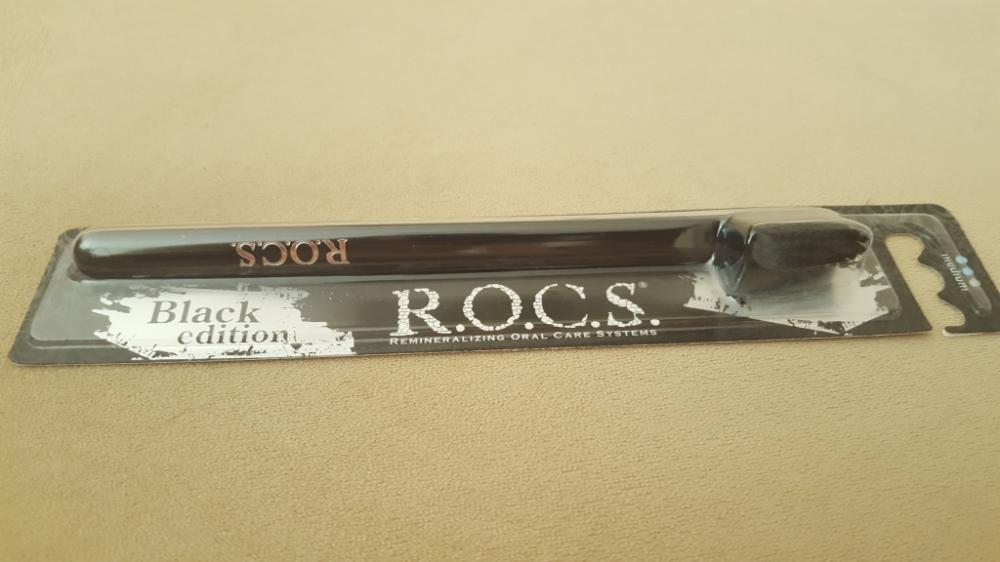 R.O.C.S.
Black
edition
R.O.C.S.®
REMINERALIZING ORAL CARE SYSTEMS
medium